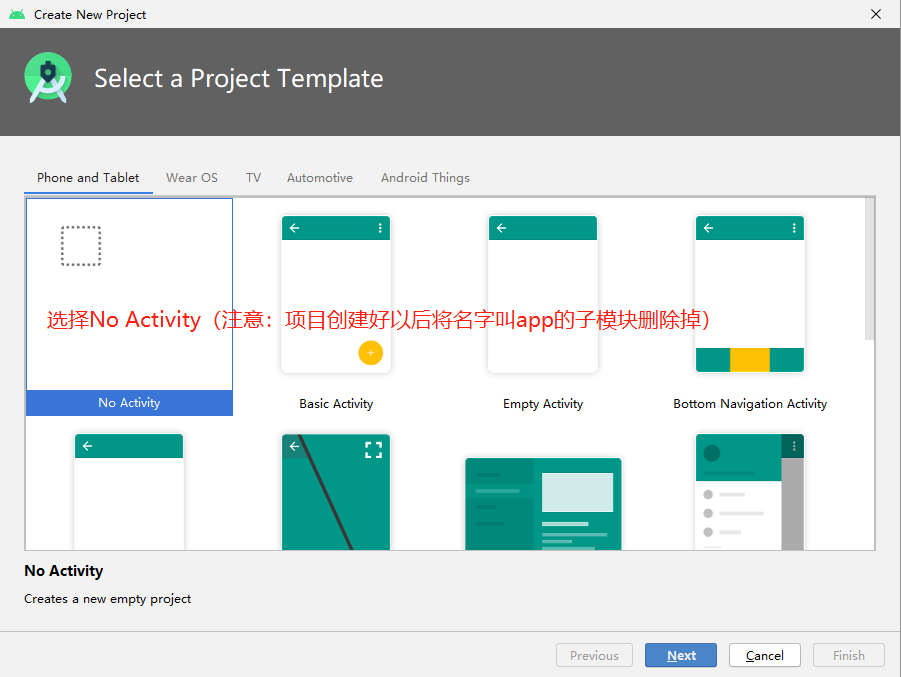 Create New Project
Select a Project Template
Phone and Tablet
Wear OS
TV
Automotive
Android Things
选择No Activity（注意：项目创建好以后将名字叫app的子模块删除掉）
No Activity
Basic Activity
Empty Activity
Bottom Navigation Activity
No Activity
Creates a new empty project
Previous
Next
Cancel
Finish